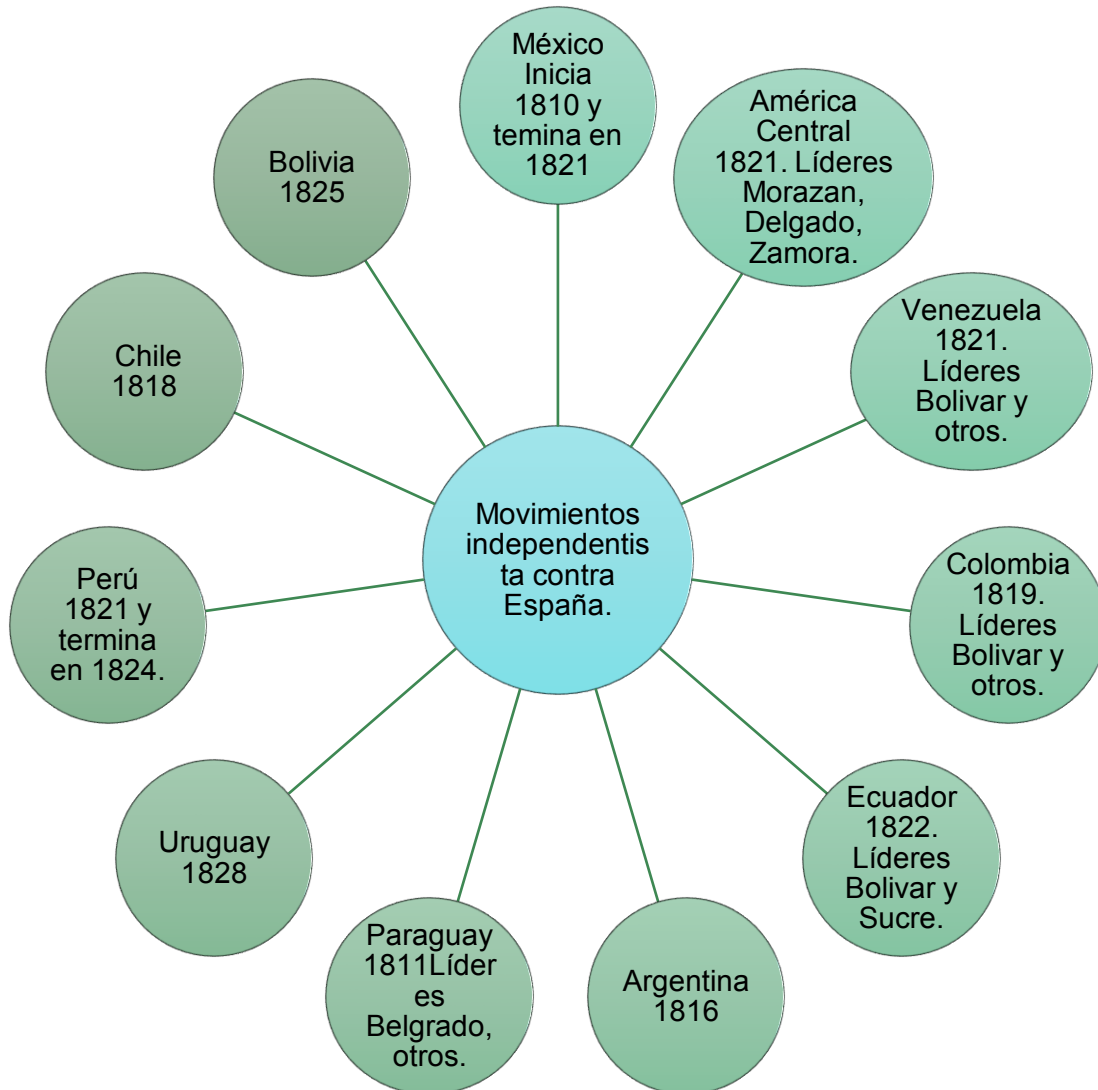 México
Inicia
1810 y
temina en
1821
América
Central
1821. Líderes
Morazan,
Delgado,
Zamora.
Venezuela
1821.
Líderes
Bolivar y
otros.
Colombia
1819.
Líderes
Bolivar y
otros.
Ecuador
1822.
Líderes
Bolivar y
Sucre.
Argentina
1816
Paraguay
1811Líder
es
Belgrado,
otros.
Uruguay
1828
Perú
1821 y
termina
en 1824.
Chile
1818
Bolivia
1825
Movimientos
independentis
ta contra
España.